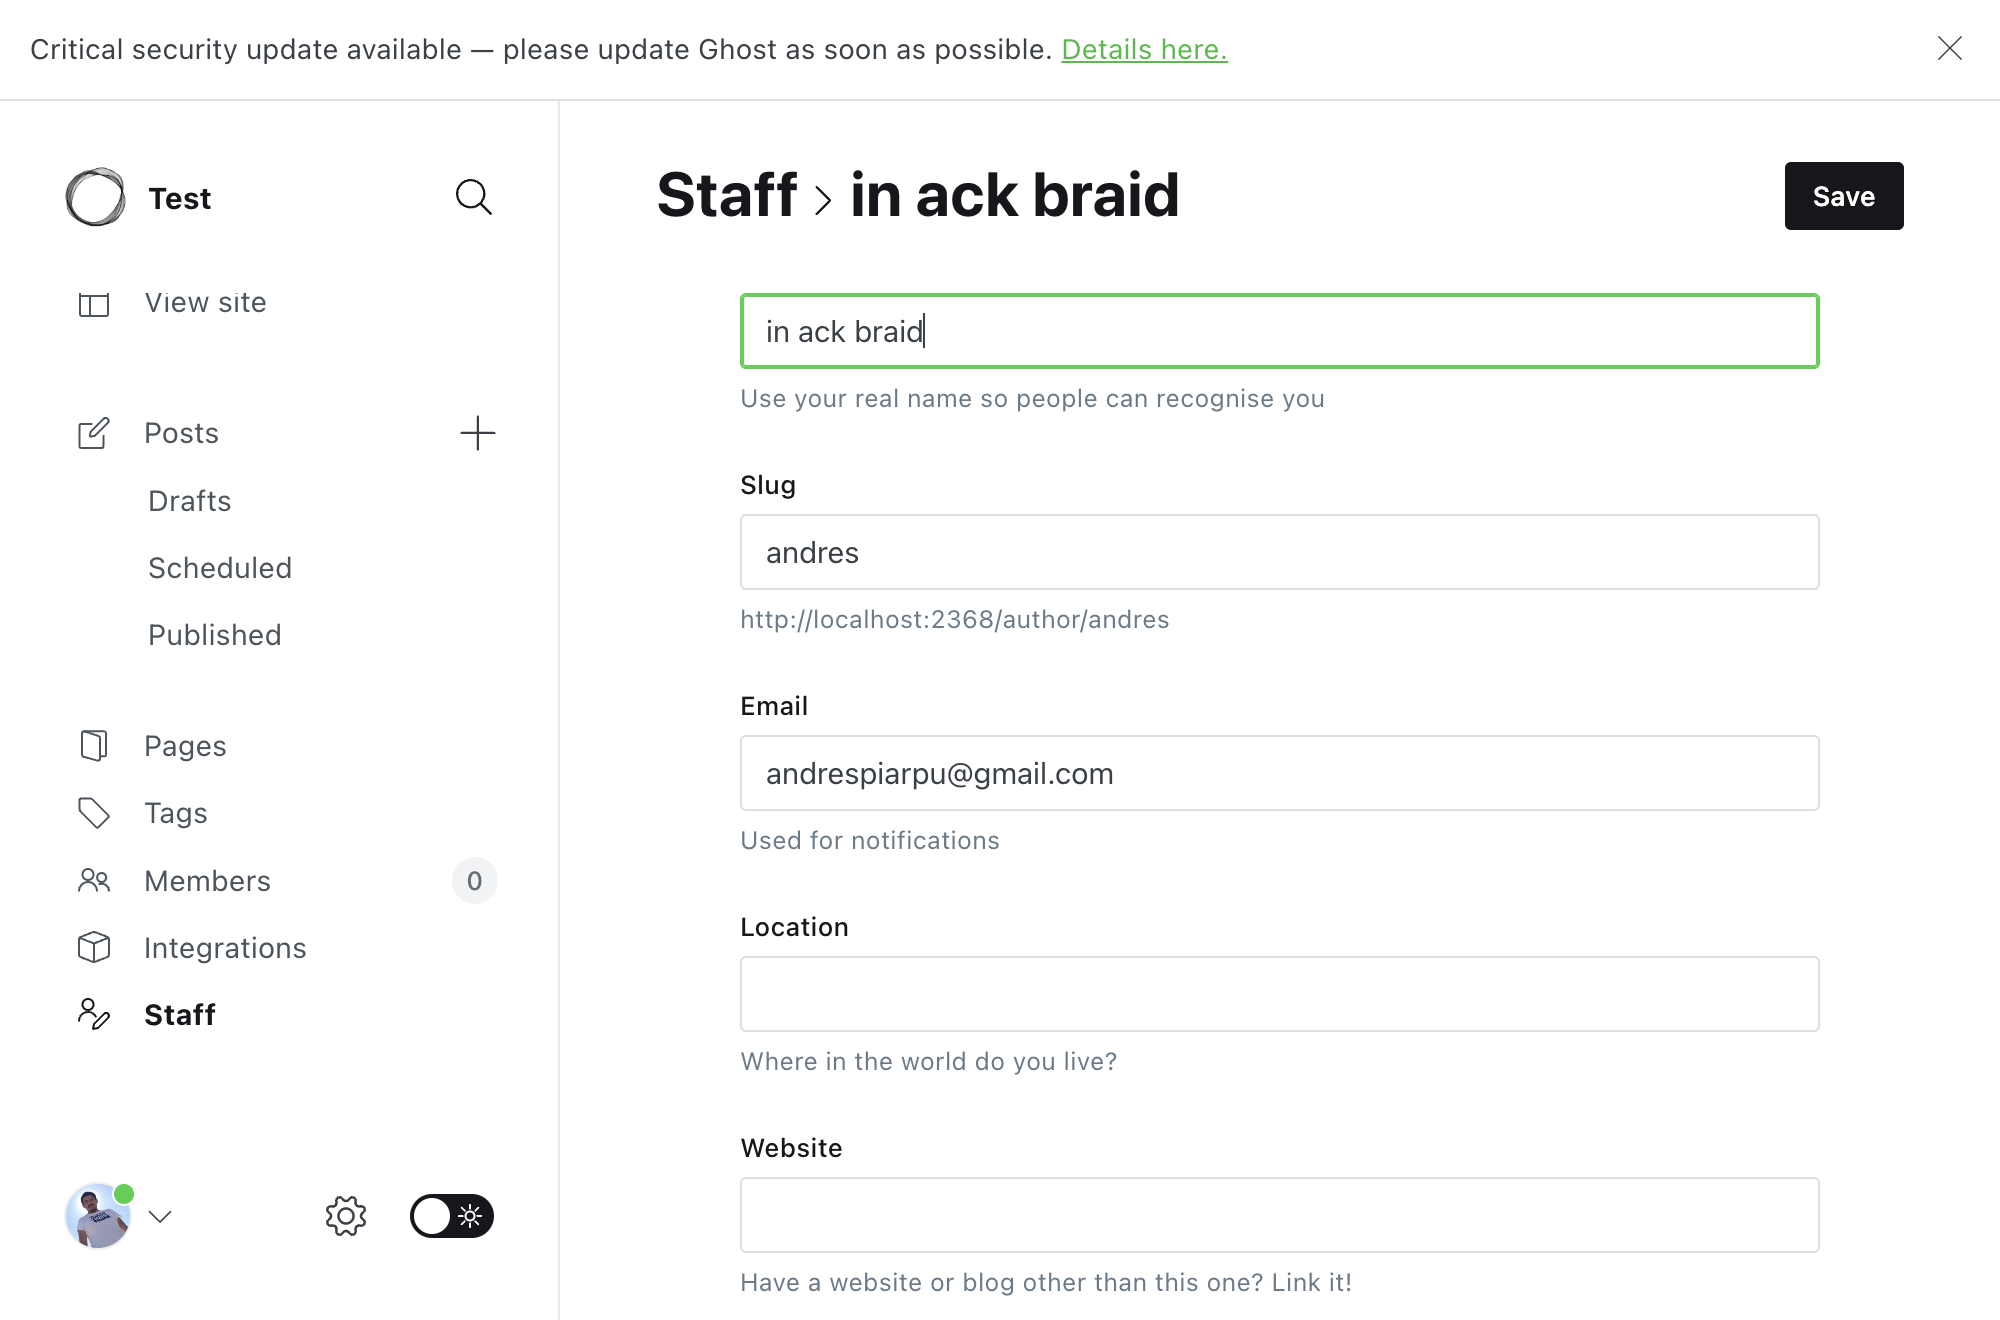 Critical security update available — please update Ghost as soon as possible. Details here.
Test
View site
Posts
Drafts
Scheduled
Published
Pages
Tags
Members 0
Integrations
Staff
Staff > in ack braid
Save
in ack braid
Use your real name so people can recognise you
Slug
andres
http://localhost:2368/author/andres
Email
andrespiarpu@gmail.com
Used for notifications
Location
Where in the world do you live?
Website
Have a website or blog other than this one? Link it!